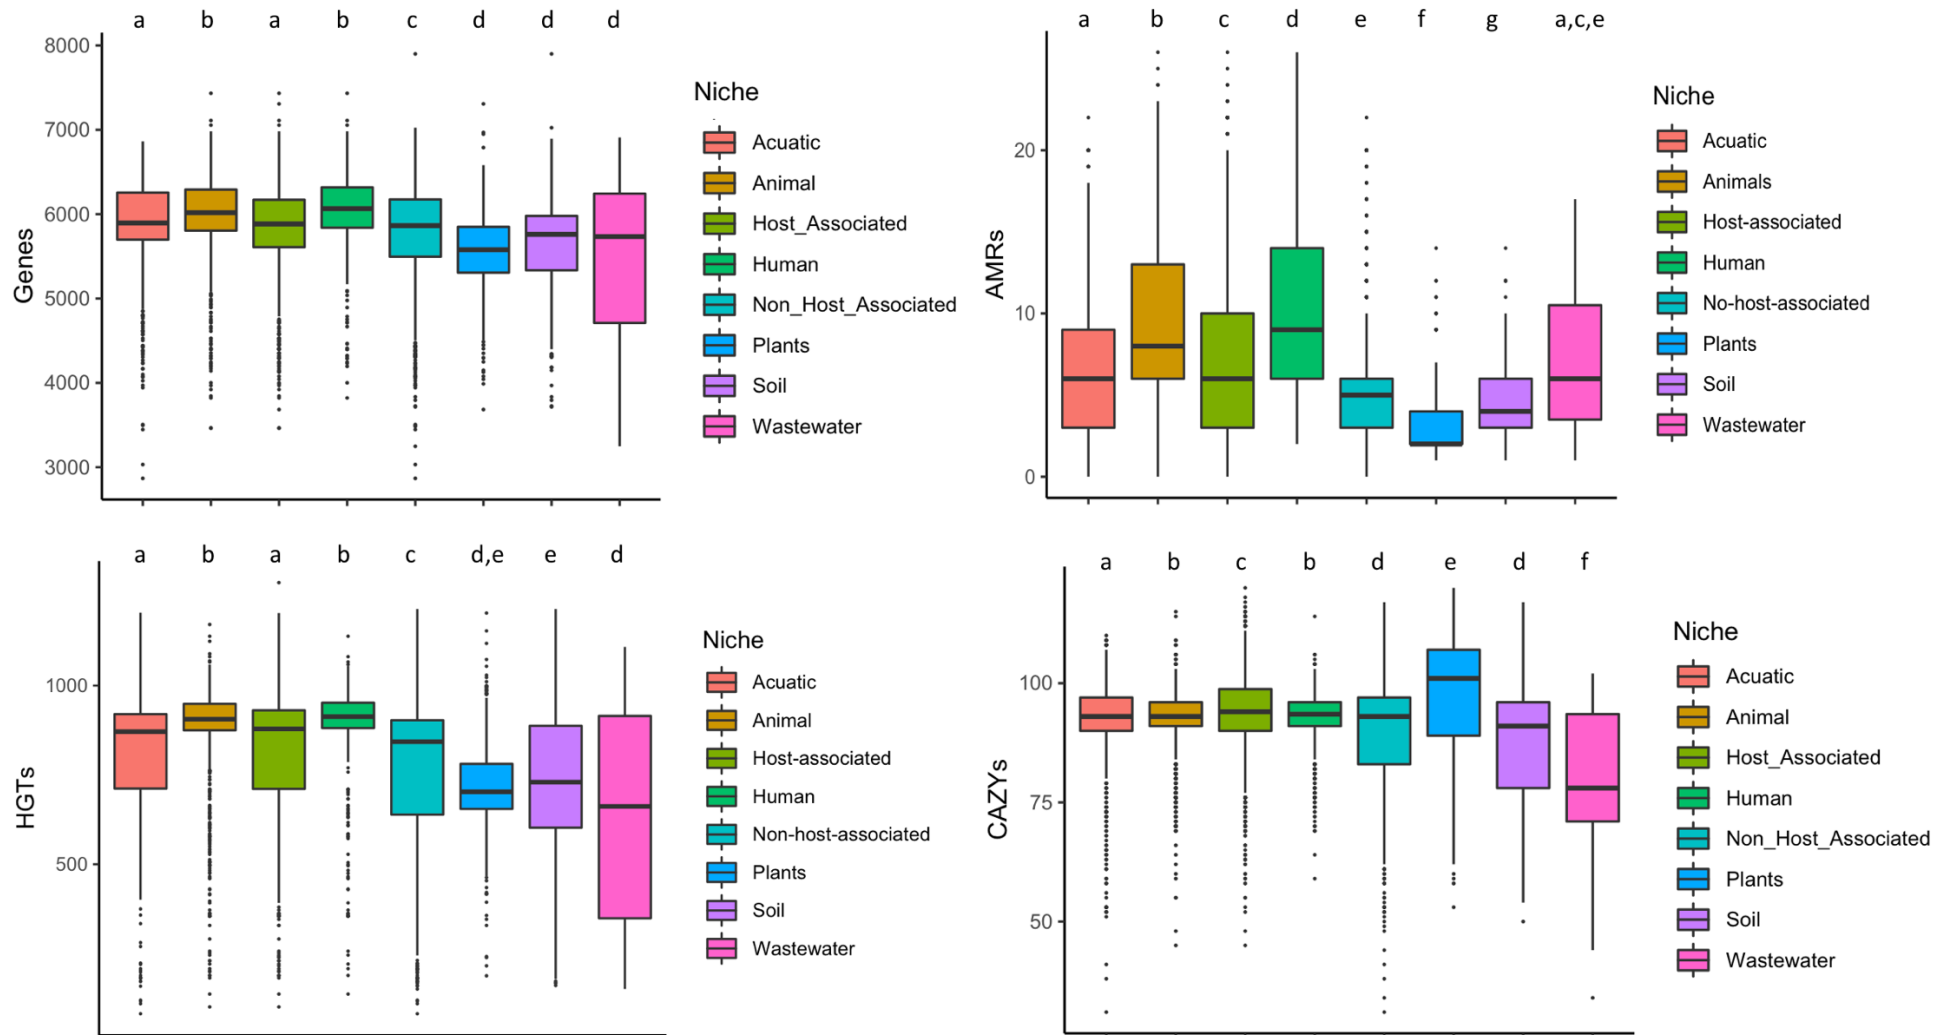 a b a b c d d d
Genes
8000
7000
6000
5000
4000
3000
Niche
Acuatic
Animal
Host_Associated
Human
Non_Host_Associated
Plants
Soil
Wastewater
a b c d e f g a,c,e
AMRs
20
10
0
Niche
Acuatic
Animals
Host-associated
Human
No-host-associated
Plants
Soil
Wastewater
a b a b c d,e e d
HGTs
1000
500
Niche
Acuatic
Animal
Host-associated
Human
Non-host-associated
Plants
Soil
Wastewater
a b c b d e d f
CAZYs
100
75
50
Niche
Acuatic
Animal
Host_Associated
Human
Non_Host_Associated
Plants
Soil
Wastewater